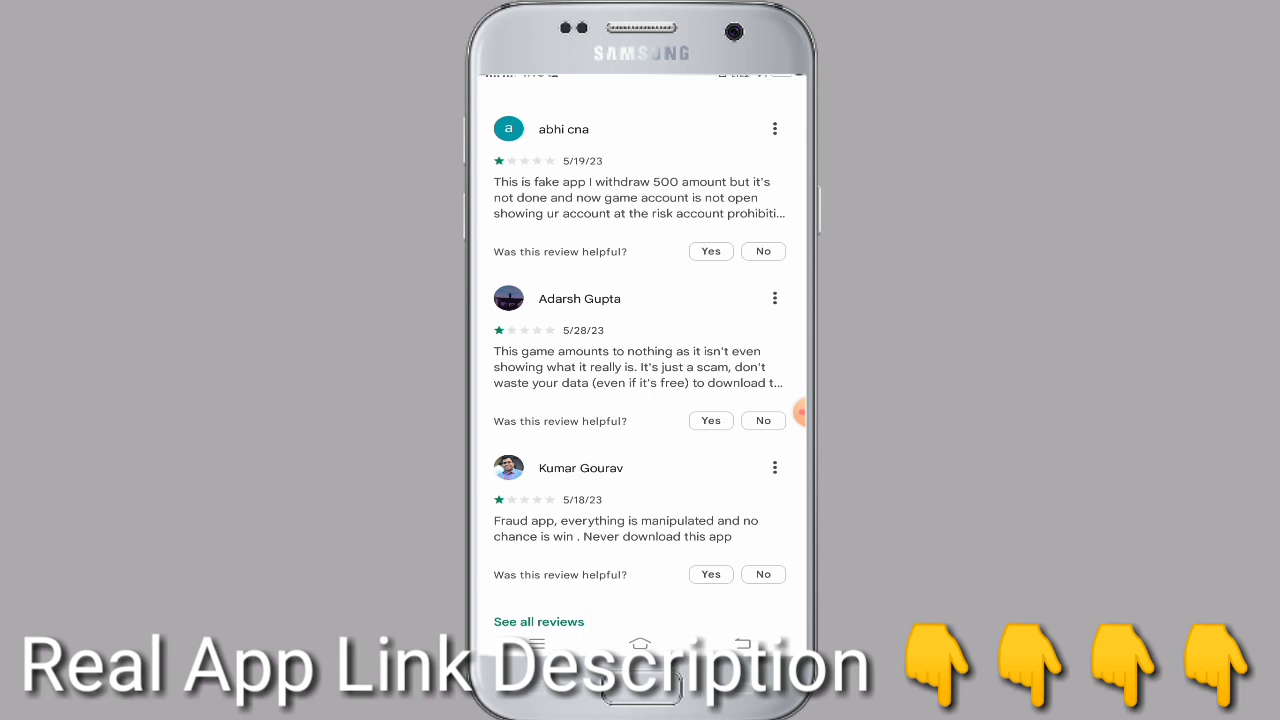 SAMSUNG
a
abhi cna
5/19/23
This is fake app I withdraw 500 amount but it's
not done and now game account is not open
showing ur account at the risk account prohibiti...
Was this review helpful?
Yes
No
Adarsh Gupta
5/28/23
This game amounts to nothing as it isn't even
showing what it really is. It's just a scam, don't
waste your data (even if it's free) to download t...
Was this review helpful?
Yes
No
Kumar Gourav
5/18/23
Fraud app, everything is manipulated and no
chance is win . Never download this app
Was this review helpful?
Yes
No
See all reviews
Real App Link Description 👇 👇 👇 👇